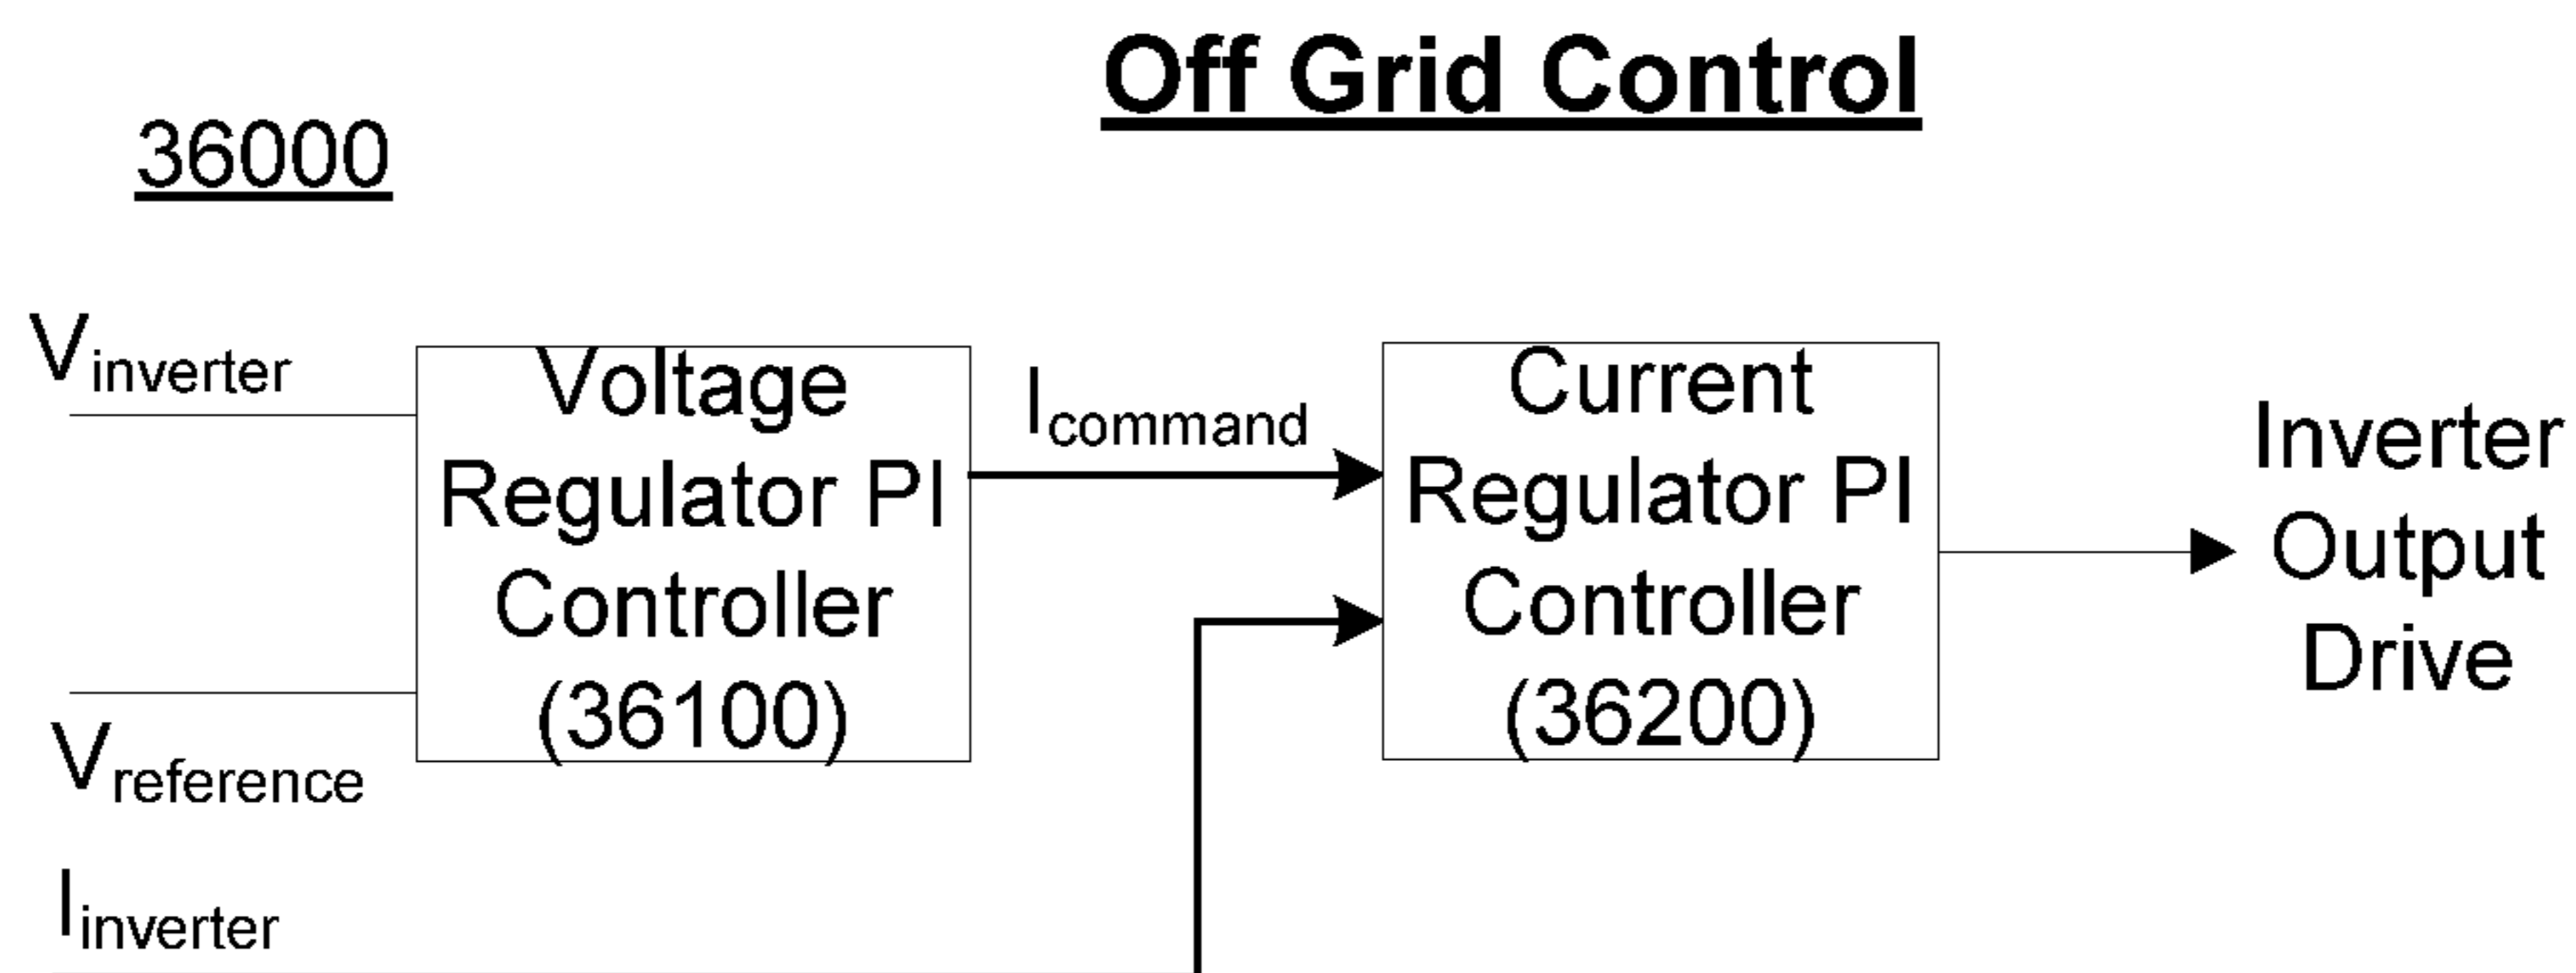 Off Grid Control
36000
Vinverter
Voltage
Regulator PI
Controller
(36100)
Vreference
Icommand
Iinverter
Current
Regulator PI
Controller
(36200)
Inverter
Output
Drive